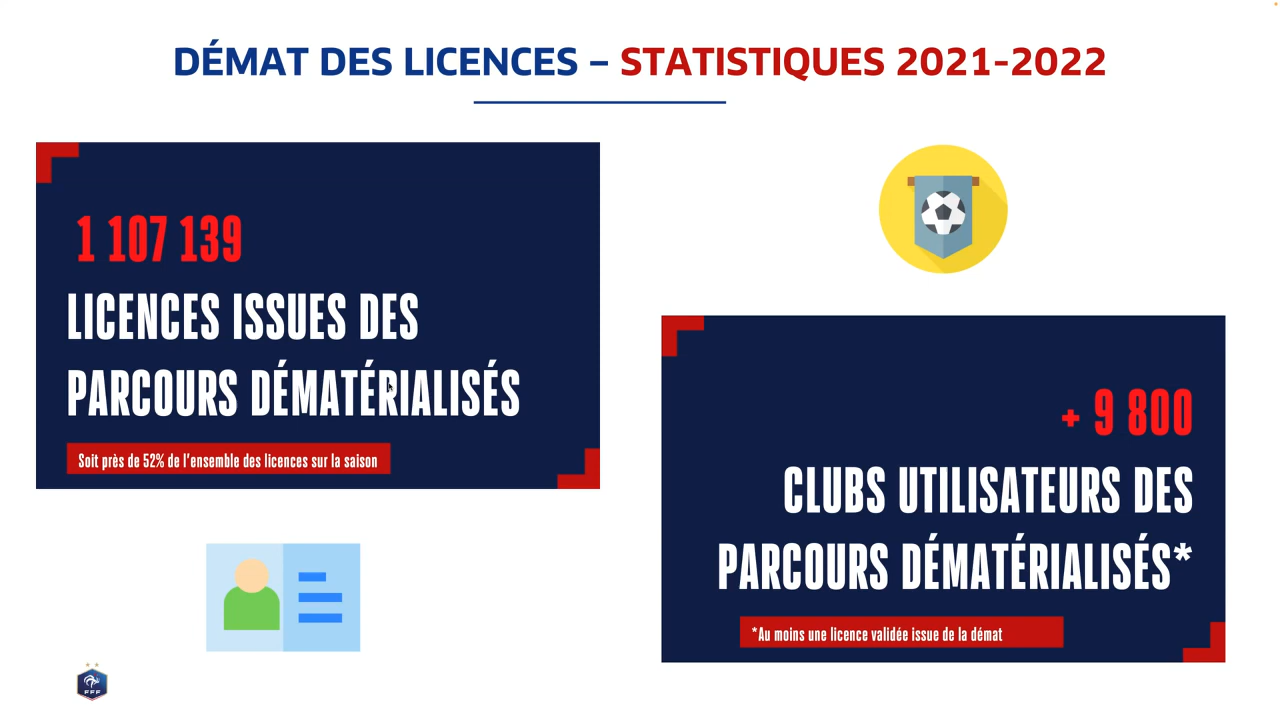 DÉMAT DES LICENCES – STATISTIQUES 2021-2022
1 107 139
LICENCES ISSUES DES
PARCOURS DÉMATÉRIALISÉS
Soit près de 52% de l'ensemble des licences sur la saison
+ 9 800
CLUBS UTILISATEURS DES
PARCOURS DÉMATÉRIALISÉS*
*Au moins une licence validée issue de la démat
FFF